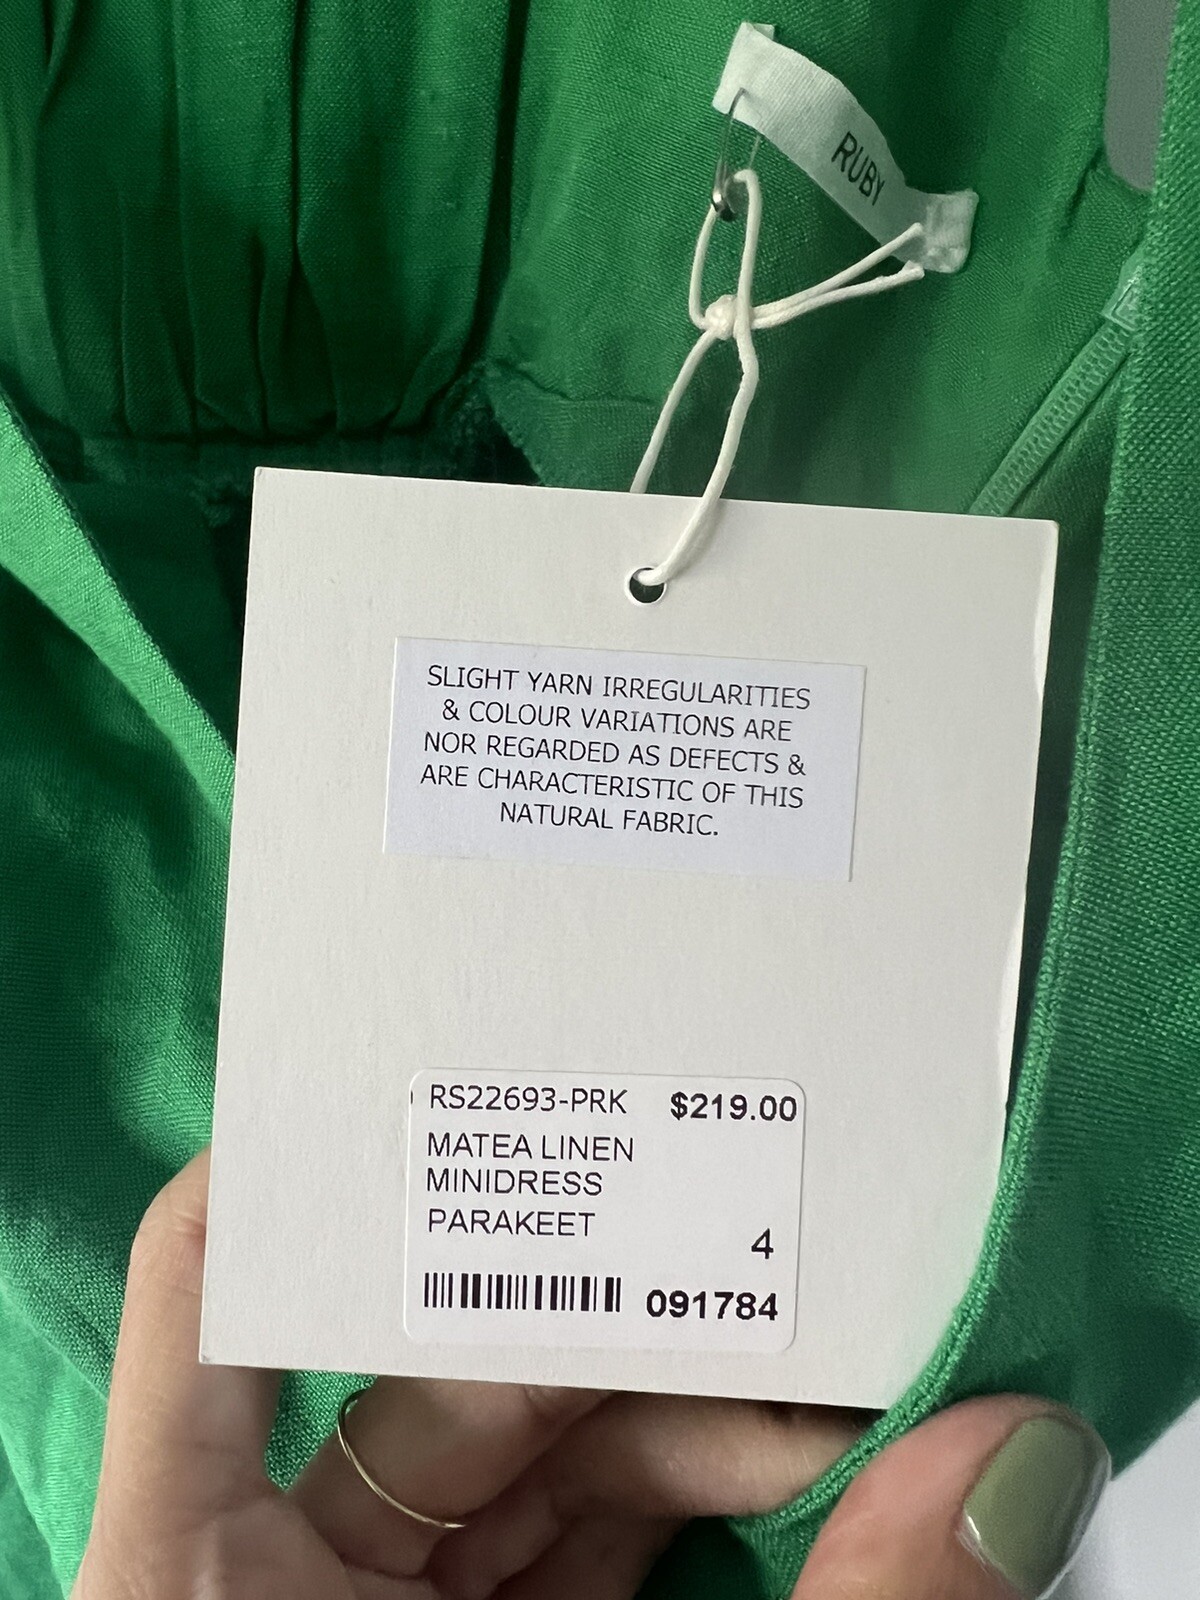 RUBY
SLIGHT YARN IRREGULARITIES
& COLOUR VARIATIONS ARE
NOR REGARDED AS DEFECTS &
ARE CHARACTERISTIC OF THIS
NATURAL FABRIC.
RS22693-PRK $219.00
MATEA LINEN
MINIDRESS
PARAKEET
4
091784